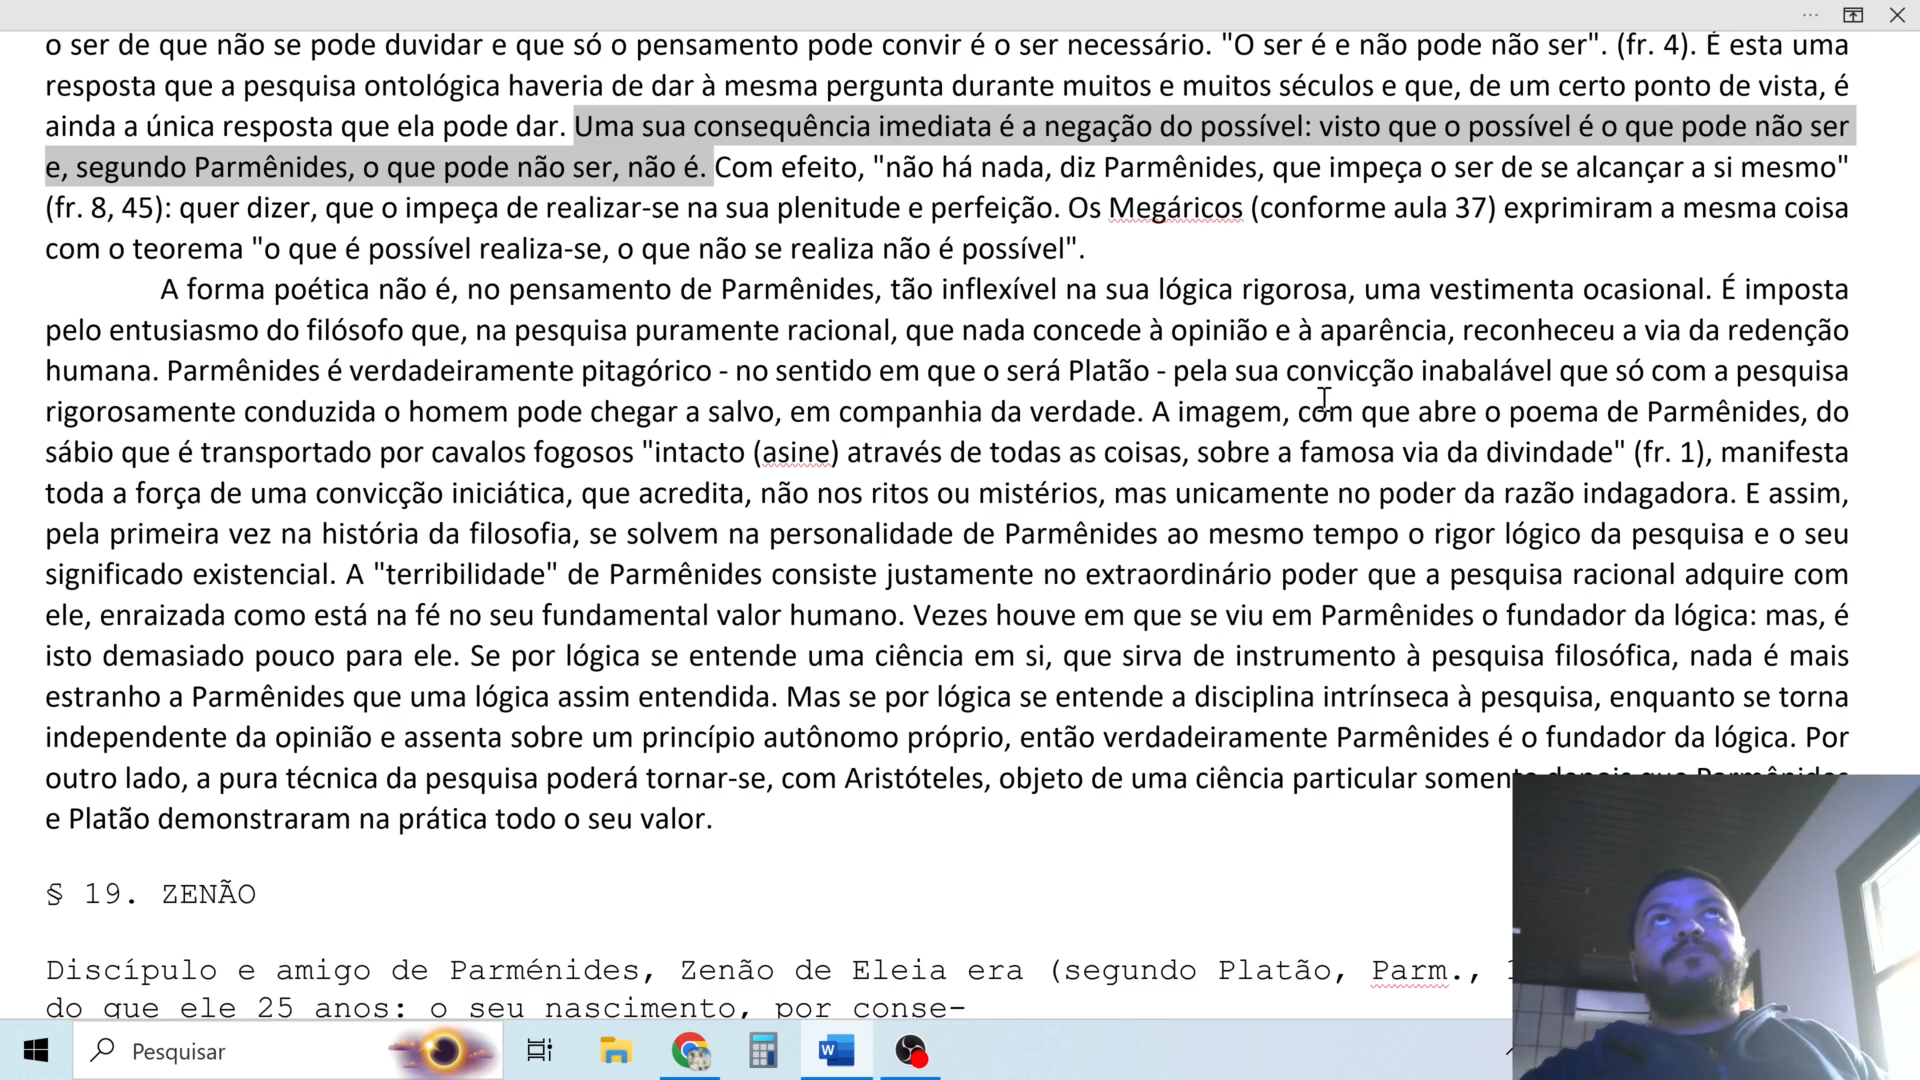 o ser de que não se pode duvidar e que só o pensamento pode convir é o ser necessário. "O ser é e não pode não ser". (fr. 4). É esta uma
resposta que a pesquisa ontológica haveria de dar à mesma pergunta durante muitos e muitos séculos e que, de um certo ponto de vista, é
ainda a única resposta que ela pode dar. Uma sua consequência imediata é a negação do possível: visto que o possível é o que pode não ser
e, segundo Parmênides, o que pode não ser, não é. Com efeito, "não há nada, diz Parmênides, que impeça o ser de se alcançar a si mesmo"
(fr. 8, 45): quer dizer, que o impeça de realizar-se na sua plenitude e perfeição. Os Megáricos (conforme aula 37) exprimiram a mesma coisa
com o teorema "o que é possível realiza-se, o que não se realiza não é possível".
A forma poética não é, no pensamento de Parmênides, tão inflexível na sua lógica rigorosa, uma vestimenta ocasional. É imposta
pelo entusiasmo do filósofo que, na pesquisa puramente racional, que nada concede à opinião e à aparência, reconheceu a via da redenção
humana. Parmênides é verdadeiramente pitagórico - no sentido em que o será Platão - pela sua convicção inabalável que só com a pesquisa
rigorosamente conduzida o homem pode chegar a salvo, em companhia da verdade. A imagem, com que abre o poema de Parmênides, do
sábio que é transportado por cavalos fogosos "intacto (asine) através de todas as coisas, sobre a famosa via da divindade" (fr. 1), manifesta
toda a força de uma convicção iniciática, que acredita, não nos ritos ou mistérios, mas unicamente no poder da razão indagadora. E assim,
pela primeira vez na história da filosofia, se solvem na personalidade de Parmênides ao mesmo tempo o rigor lógico da pesquisa e o seu
significado existencial. A "terribilidade" de Parmênides consiste justamente no extraordinário poder que a pesquisa racional adquire com
ele, enraizada como está na fé no seu fundamental valor humano. Vezes houve em que se viu em Parmênides o fundador da lógica: mas, é
isto demasiado pouco para ele. Se por lógica se entende uma ciência em si, que sirva de instrumento à pesquisa filosófica, nada é mais
estranho a Parmênides que uma lógica assim entendida. Mas se por lógica se entende a disciplina intrínseca à pesquisa, enquanto se torna
independente da opinião e assenta sobre um princípio autônomo próprio, então verdadeiramente Parmênides é o fundador da lógica. Por
outro lado, a pura técnica da pesquisa poderá tornar-se, com Aristóteles, objeto de uma ciência particular somente depois que Parmênides
e Platão demonstraram na prática todo o seu valor.
§ 19. ZENÃO
Discípulo e amigo de Parménides, Zenão de Eleia era (segundo Platão, Parm.,
do que ele 25 anos: o seu nascimento, por conse-
Pesquisar